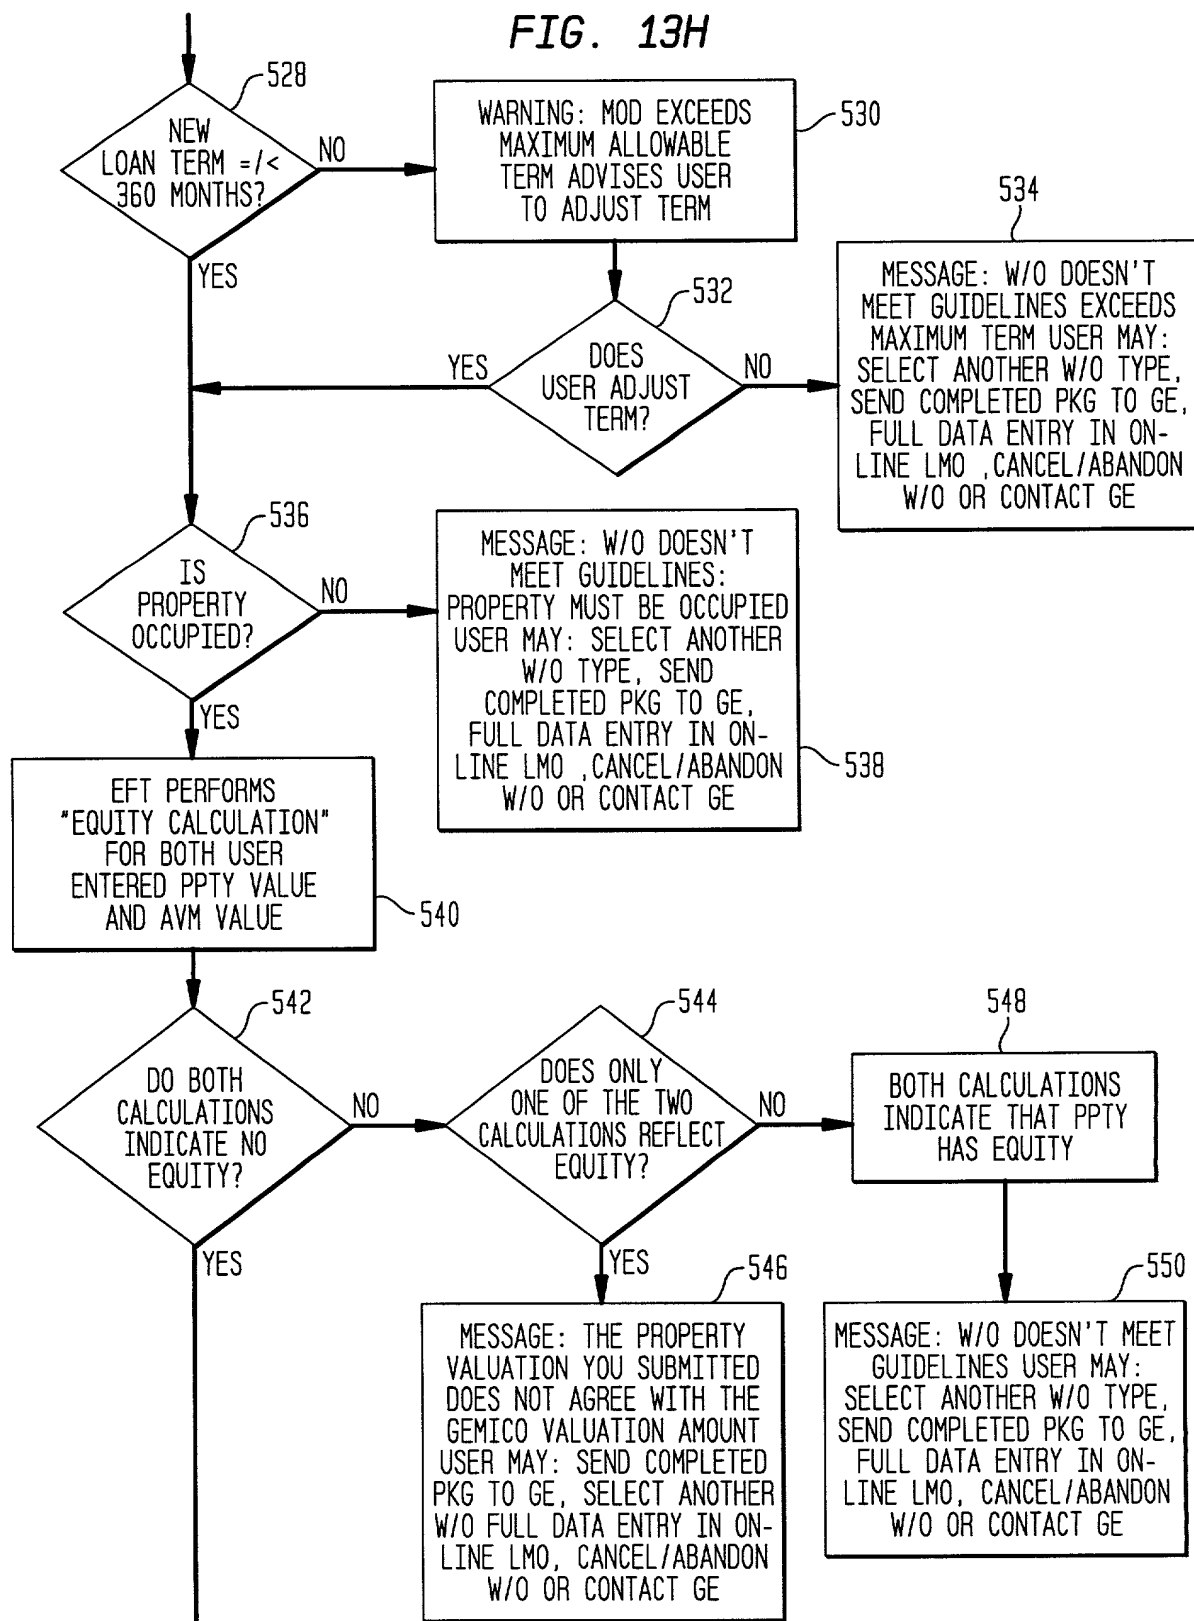 FIG. 13H
528
NEW
LOAN TERM =/<
360 MONTHS?
NO
YES
WARNING: MOD EXCEEDS
MAXIMUM ALLOWABLE
TERM ADVISES USER
TO ADJUST TERM
530
532
DOES
USER ADJUST
TERM?
YES
NO
534
MESSAGE: W/O DOESN'T
MEET GUIDELINES EXCEEDS
MAXIMUM TERM USER MAY:
SELECT ANOTHER W/O TYPE,
SEND COMPLETED PKG TO GE,
FULL DATA ENTRY IN ON-
LINE LMO ,CANCEL/ABANDON
W/O OR CONTACT GE
536
IS
PROPERTY
OCCUPIED?
NO
YES
MESSAGE: W/O DOESN'T
MEET GUIDELINES:
PROPERTY MUST BE OCCUPIED
USER MAY: SELECT ANOTHER
W/O TYPE, SEND
COMPLETED PKG TO GE,
FULL DATA ENTRY IN ON-
LINE LMO ,CANCEL/ABANDON
W/O OR CONTACT GE
538
EFT PERFORMS
"EQUITY CALCULATION"
FOR BOTH USER
ENTERED PPTY VALUE
AND AVM VALUE
540
542
DO BOTH
CALCULATIONS
INDICATE NO
EQUITY?
NO
YES
544
DOES ONLY
ONE OF THE TWO
CALCULATIONS REFLECT
EQUITY?
NO
YES
548
BOTH CALCULATIONS
INDICATE THAT PPTY
HAS EQUITY
546
MESSAGE: THE PROPERTY
VALUATION YOU SUBMITTED
DOES NOT AGREE WITH THE
GEMICO VALUATION AMOUNT
USER MAY: SEND COMPLETED
PKG TO GE, SELECT ANOTHER
W/O FULL DATA ENTRY IN ON-
LINE LMO, CANCEL/ABANDON
W/O OR CONTACT GE
550
MESSAGE: W/O DOESN'T MEET
GUIDELINES USER MAY:
SELECT ANOTHER W/O TYPE,
SEND COMPLETED PKG TO GE,
FULL DATA ENTRY IN ON-
LINE LMO, CANCEL/ABANDON
W/O OR CONTACT GE